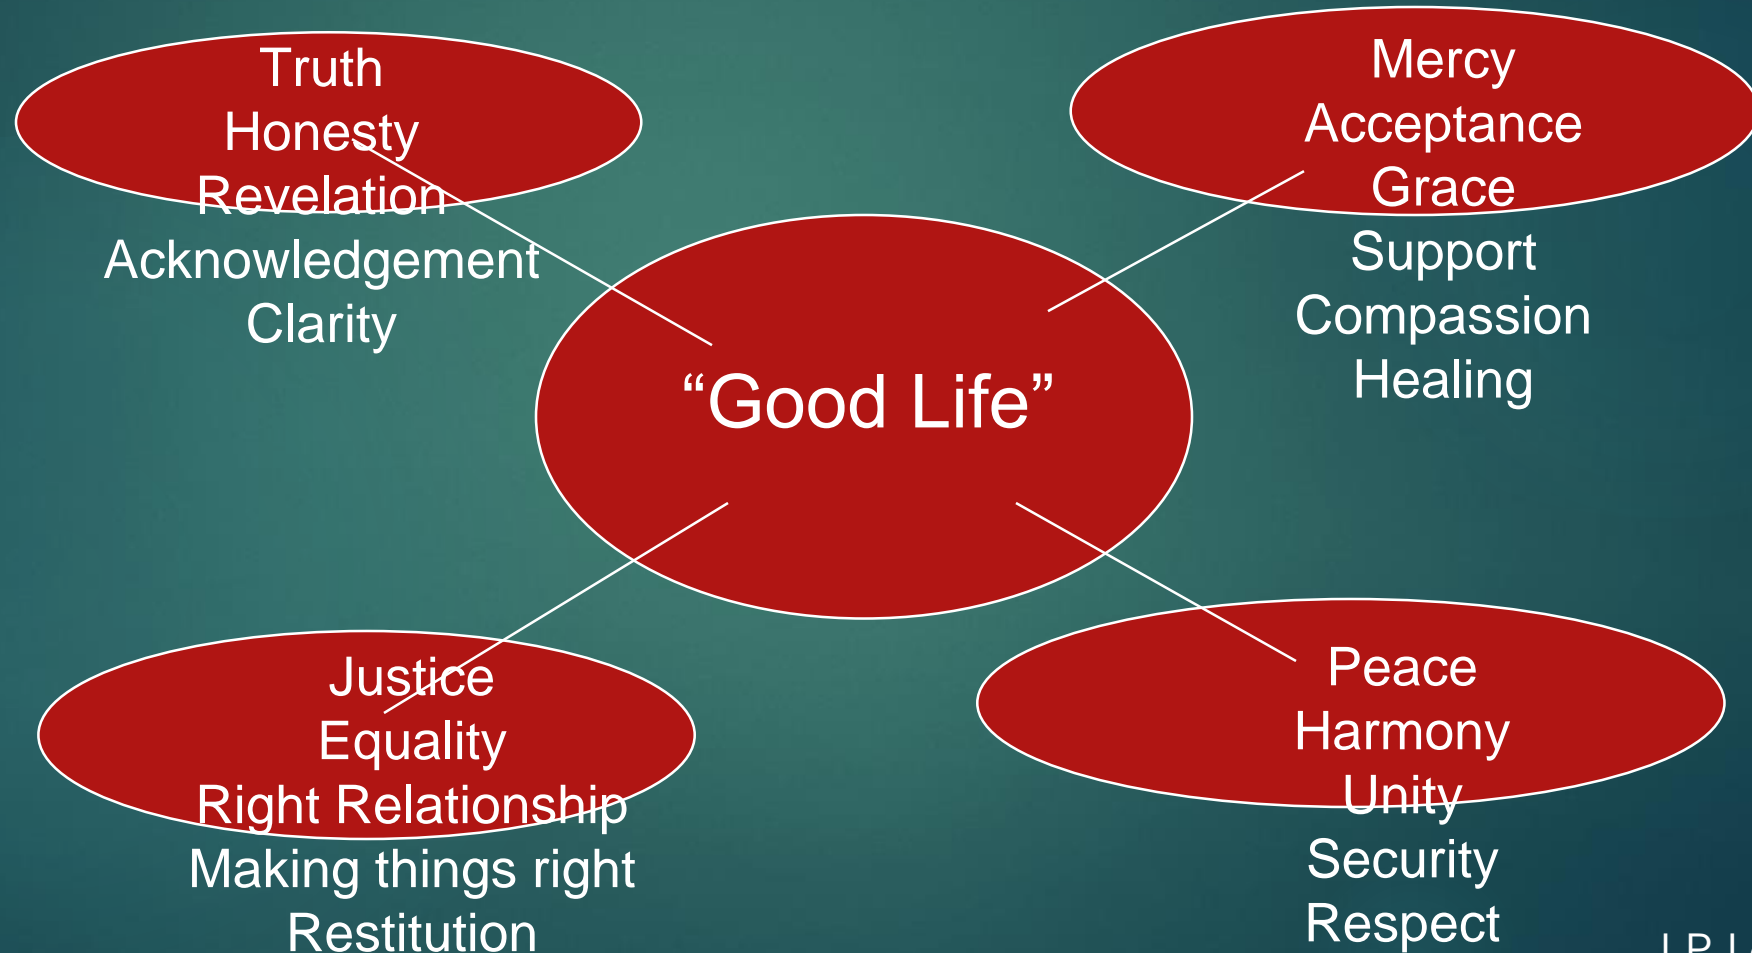 Truth
Honesty
Revelation
Acknowledgement
Clarity
Mercy
Acceptance
Grace
Support
Compassion
Healing
“Good Life”
Justice
Equality
Right Relationship
Making things right
Restitution
Peace
Harmony
Unity
Security
Respect